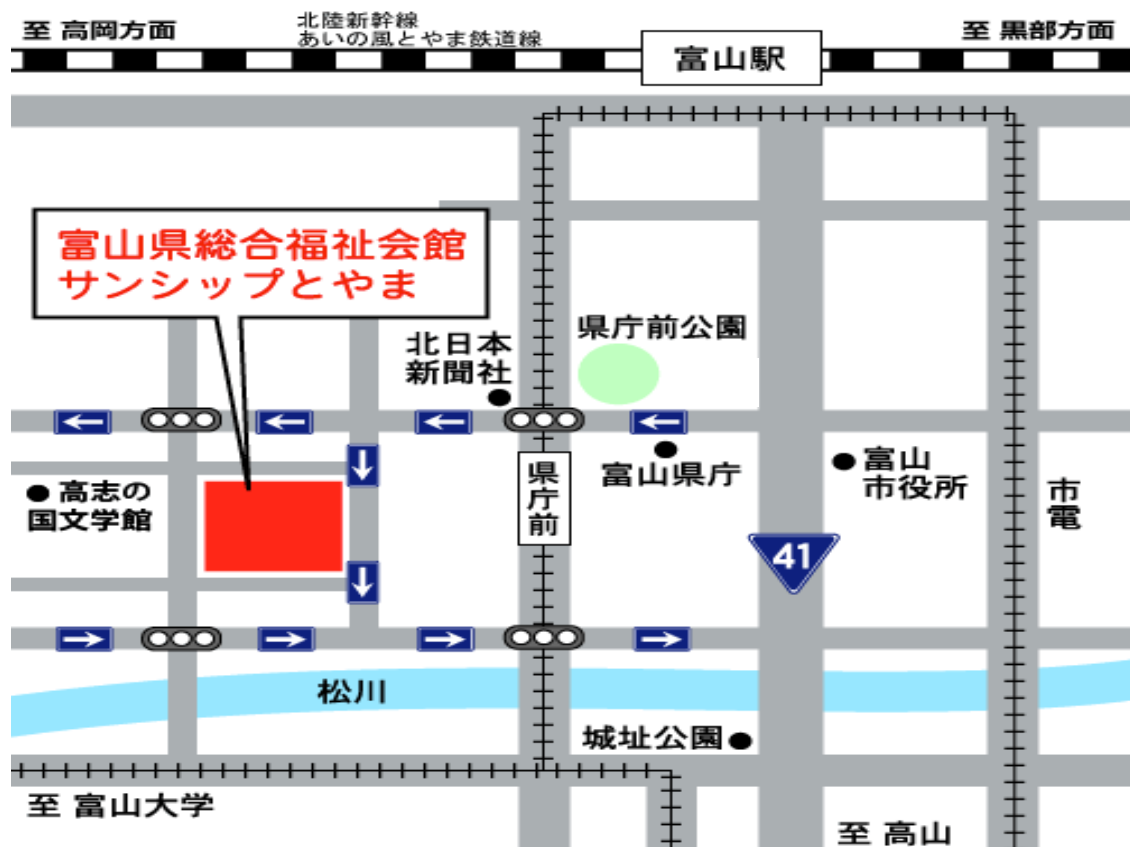 至 高岡方面
北陸新幹線
あいの風とやま鉄道線
富山駅
至 黒部方面
富山県総合福祉会館
サンシップとやま
県庁前公園
北日本
新聞社
富山県庁
富山
市役所
高志の
国文学館
県庁前
市電
41
松川
城址公園
至 富山大学
至 高山